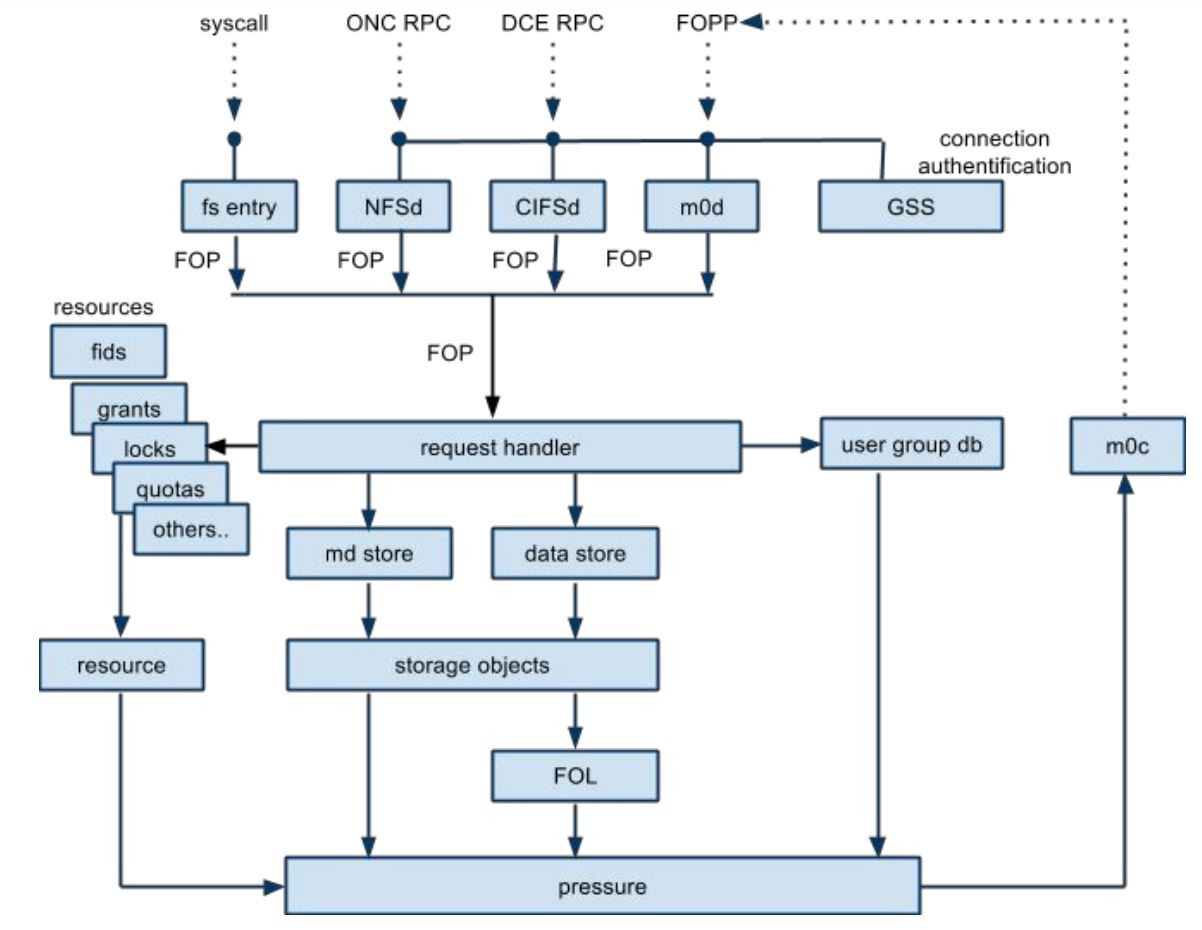 syscall
ONC RPC
DCE RPC
FOPP
connection
authentification
fs entry
NFSd
CIFSd
m0d
GSS
FOP
FOP
FOP
FOP
resources
fids
FOP
grants
locks
request handler
user group db
m0c
quotas
others..
md store
data store
resource
storage objects
FOL
pressure